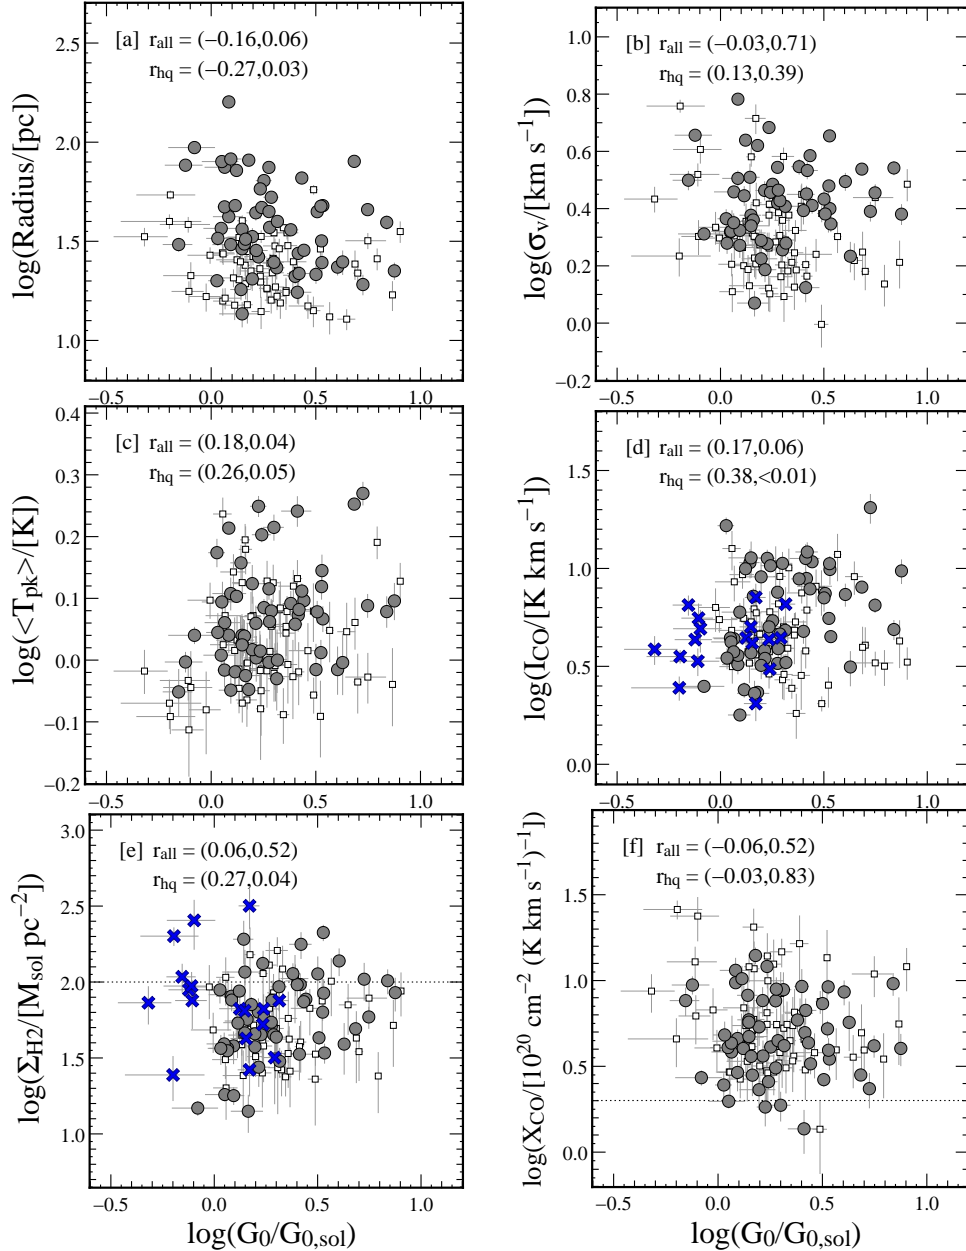 [a] r_all = (−0.16,0.06)
r_hq = (−0.27,0.03)
log(Radius/[pc])
2.5
2.0
1.5
1.0
−0.5 0.0 0.5 1.0
[b] r_all = (−0.03,0.71)
r_hq = (0.13,0.39)
log(σ_v/[km s⁻¹])
1.0
0.8
0.6
0.4
0.2
0.0
−0.2
−0.5 0.0 0.5 1.0
[c] r_all = (0.18,0.04)
r_hq = (0.26,0.05)
log(<T_pk>/[K])
0.4
0.3
0.2
0.1
0.0
−0.1
−0.2
−0.5 0.0 0.5 1.0
[d] r_all = (0.17,0.06)
r_hq = (0.38,<0.01)
log(I_CO/[K km s⁻¹])
1.5
1.0
0.5
0.0
−0.5 0.0 0.5 1.0
[e] r_all = (0.06,0.52)
r_hq = (0.27,0.04)
log(Σ_H2/[M_sol pc⁻²])
3.0
2.5
2.0
1.5
1.0
−0.5 0.0 0.5 1.0
log(G_0/G_0,sol)
[f] r_all = (−0.06,0.52)
r_hq = (−0.03,0.83)
log(X_CO/[10²⁰ cm⁻² (K km s⁻¹)⁻¹)
1.5
1.0
0.5
0.0
−0.5 0.0 0.5 1.0
log(G_0/G_0,sol)